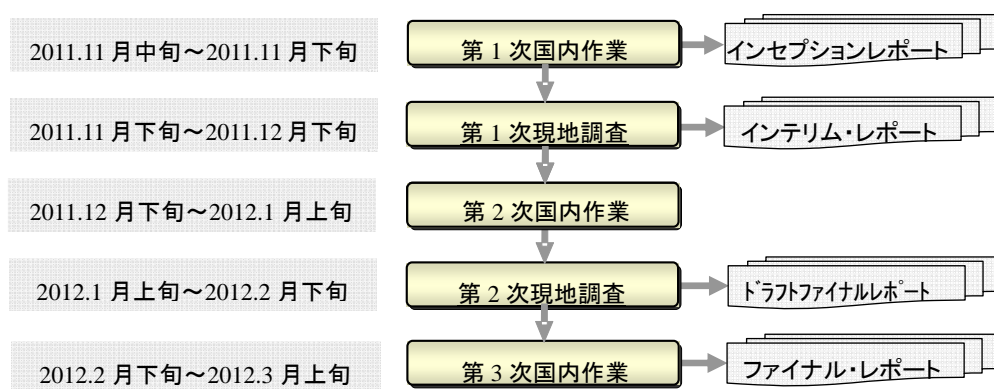 2011.11 月中旬～2011.11 月下旬
第 1 次国内作業
インセプションレポート
2011.11 月下旬～2011.12 月下旬
第 1 次現地調査
インテリム・レポート
2011.12 月下旬～2012.1 月上旬
第 2 次国内作業
2012.1 月上旬～2012.2 月下旬
第 2 次現地調査
ﾄﾞﾗﾌﾄﾌｧｲﾅﾙﾚﾎﾟｰﾄ
2012.2 月下旬～2012.3 月上旬
第 3 次国内作業
ファイナル・レポート